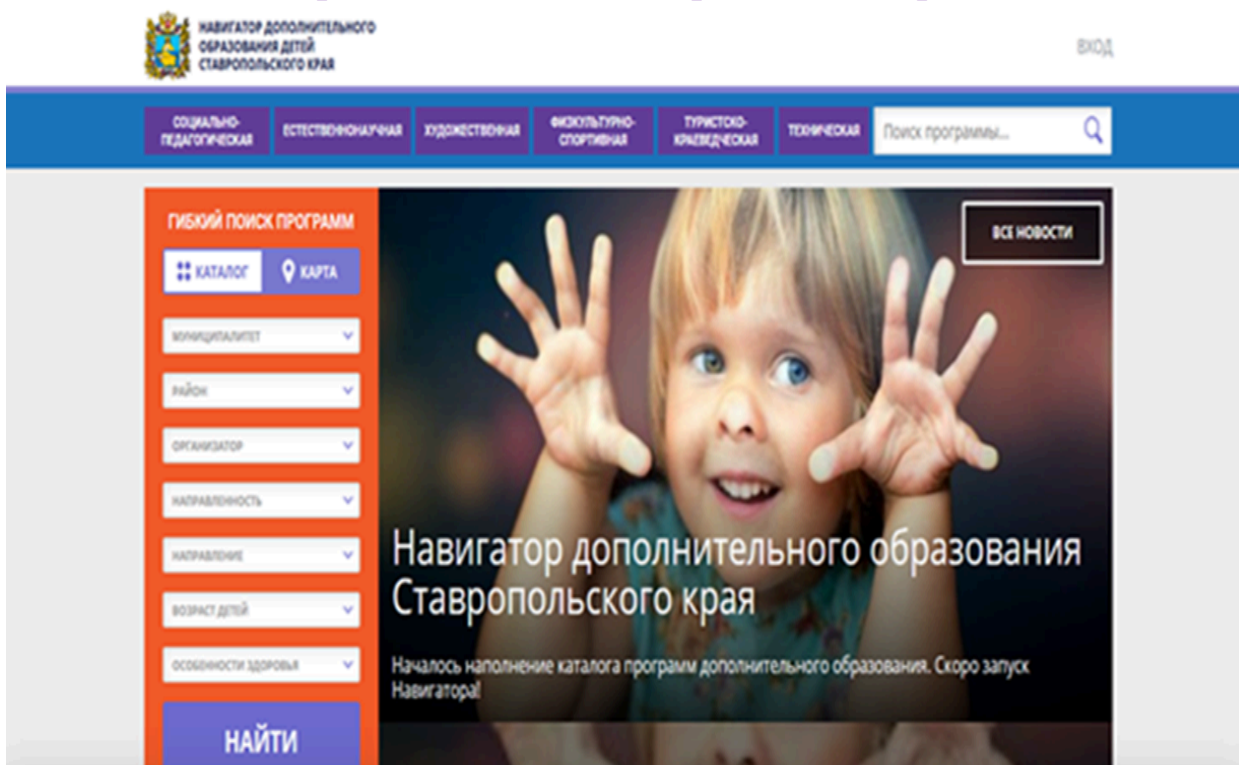 НАВИГАТОР ДОПОЛНИТЕЛЬНОГО
ОБРАЗОВАНИЯ ДЕТЕЙ
СТАВРОПОЛЬСКОГО КРАЯ
ВХОД
СОЦИАЛЬНО-
ПЕДАГОГИЧЕСКАЯ
ЕСТЕСТВЕННОНАУЧНАЯ
ХУДОЖЕСТВЕННАЯ
ФИЗКУЛЬТУРНО-
СПОРТИВНАЯ
ТУРИСТСКО-
КРАЕВЕДЧЕСКАЯ
ТЕХНИЧЕСКАЯ
Поиск программы...
ГИБКИЙ ПОИСК ПРОГРАММ
КАТАЛОГ
КАРТА
МУНИЦИПАЛИТЕТ
РАЙОН
ОРГАНИЗАТОР
НАПРАВЛЕННОСТЬ
НАПРАВЛЕНИЕ
ВОЗРАСТ ДЕТЕЙ
ОСОБЕННОСТИ ЗДОРОВЬЯ
НАЙТИ
ВСЕ НОВОСТИ
Навигатор дополнительного образования
Ставропольского края
Началось наполнение каталога программ дополнительного образования. Скоро запуск
Навигатора!